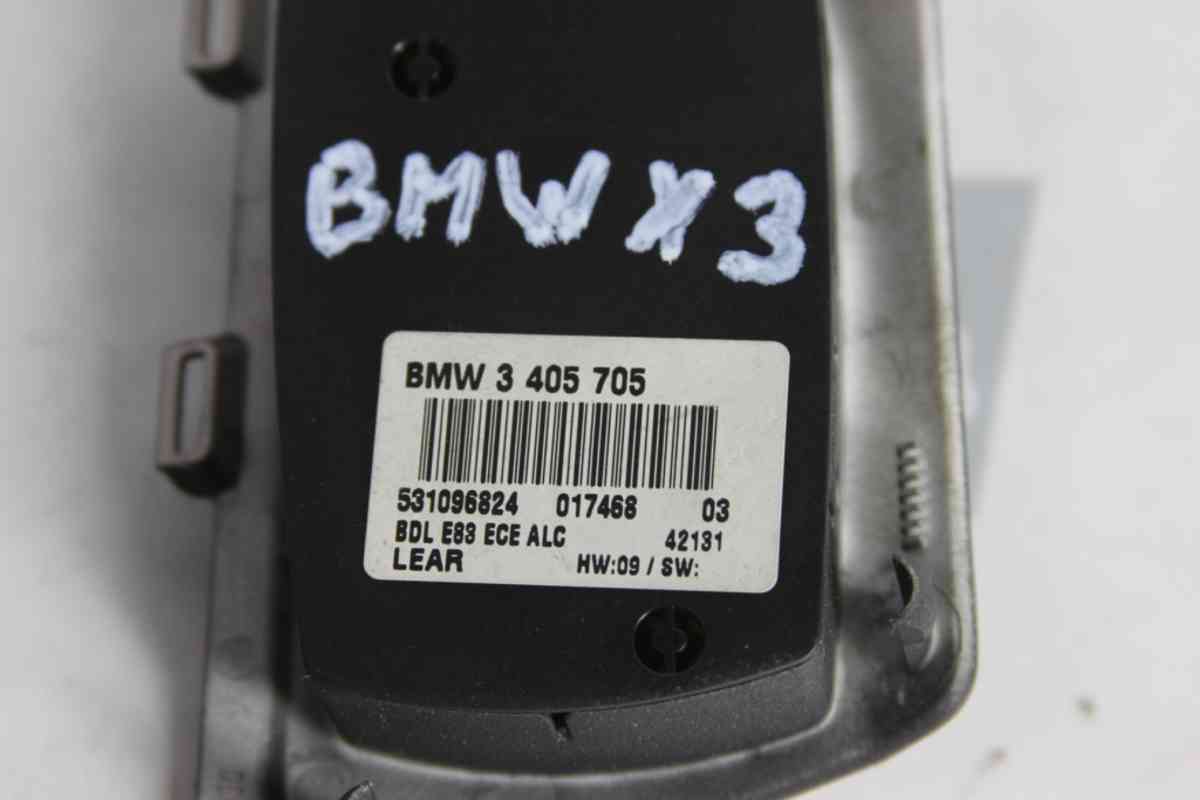 BMW X3
BMW 3 405 705
531096824 017468 03
BDL E83 ECE ALC 42131
LEAR HW:09 / SW: